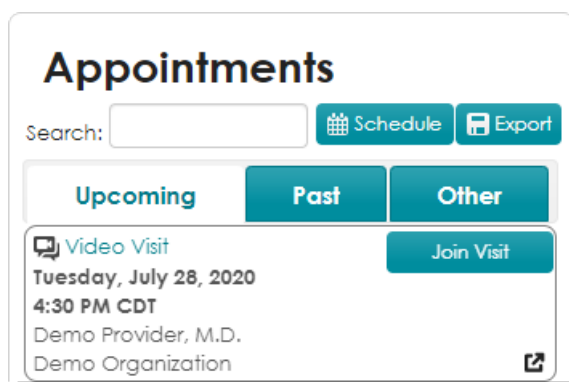 Appointments
Search: Schedule Export
Upcoming Past Other
Video Visit Join Visit
Tuesday, July 28, 2020
4:30 PM CDT
Demo Provider, M.D.
Demo Organization